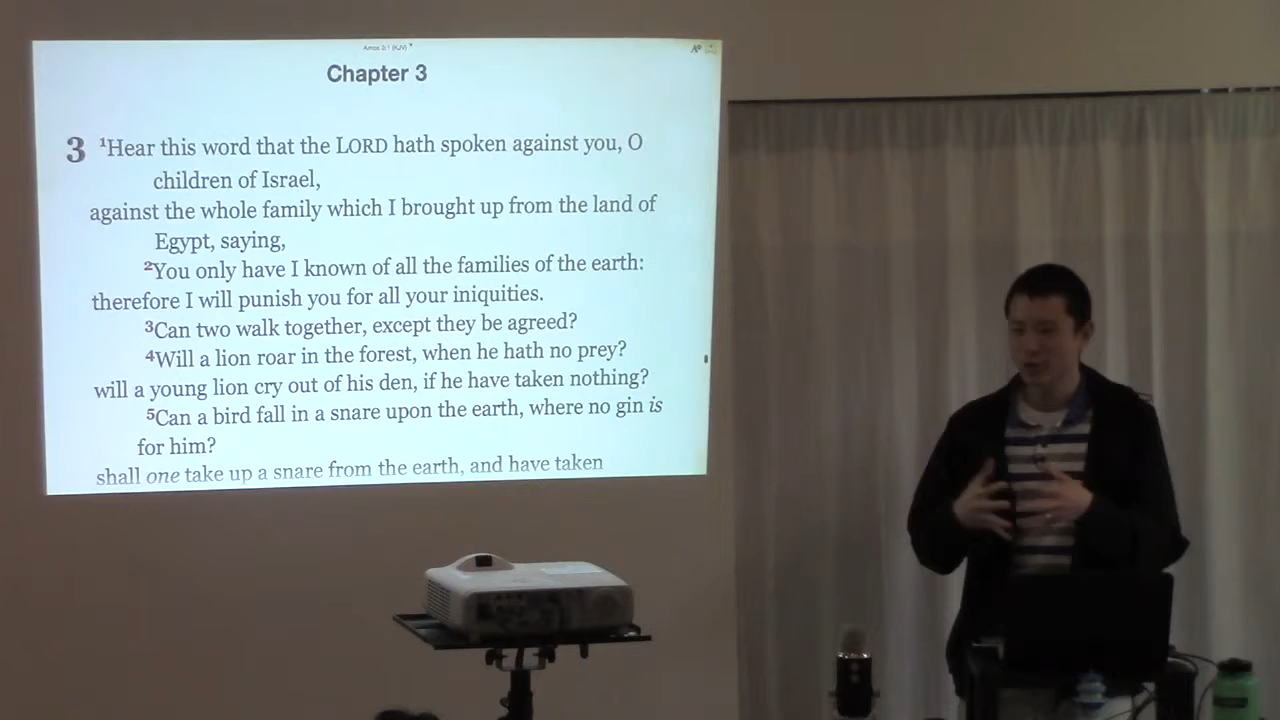 Amos 3:1 (KJV)
Chapter 3
3 1Hear this word that the LORD hath spoken against you, O
children of Israel,
against the whole family which I brought up from the land of
Egypt, saying,
2You only have I known of all the families of the earth:
therefore I will punish you for all your iniquities.
3Can two walk together, except they be agreed?
4Will a lion roar in the forest, when he hath no prey?
will a young lion cry out of his den, if he have taken nothing?
5Can a bird fall in a snare upon the earth, where no gin is
for him?
shall one take up a snare from the earth, and have taken